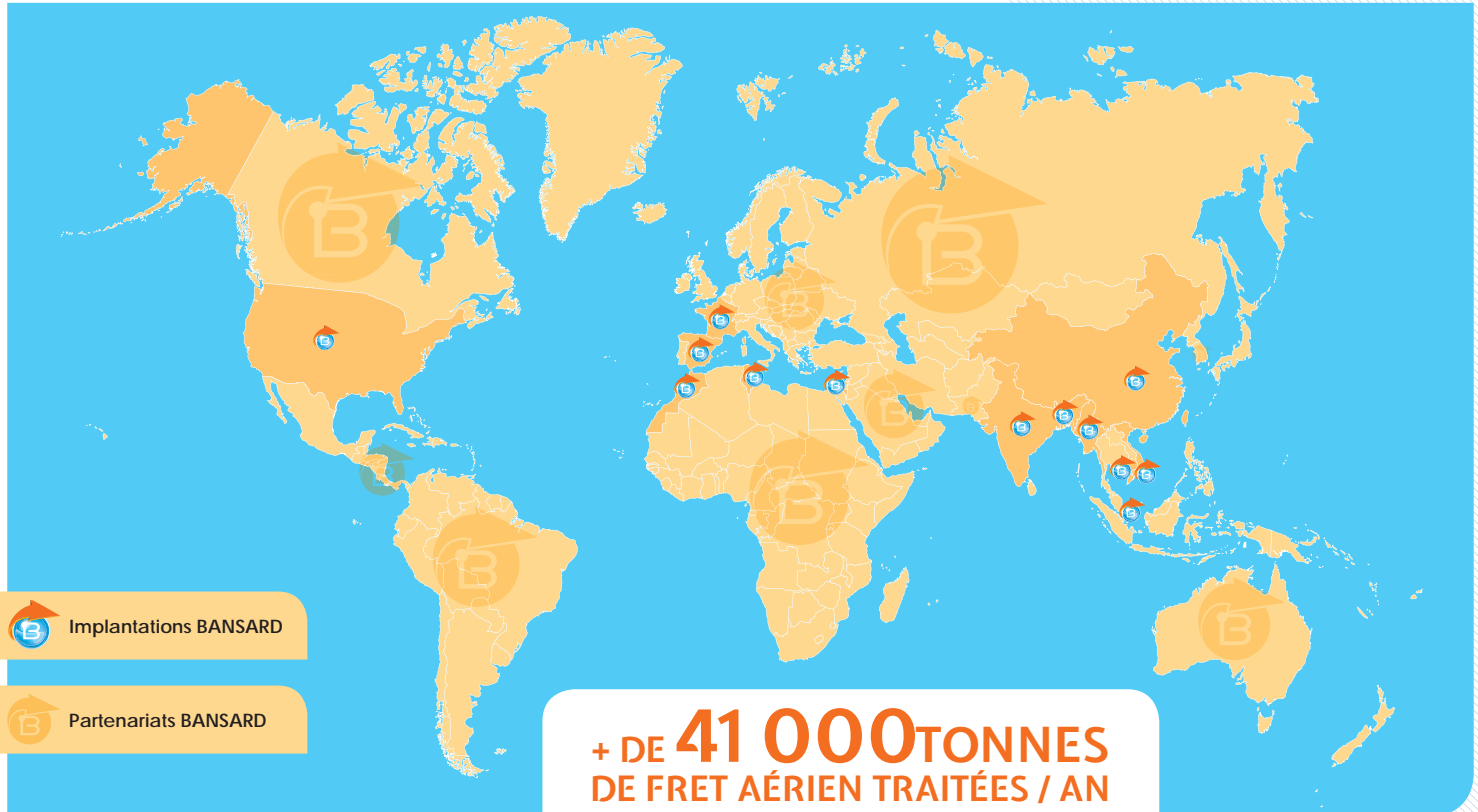 Implantations BANSARD
Partenariats BANSARD
+ DE 41 000 TONNES
DE FRET AÉRIEN TRAITÉES / AN